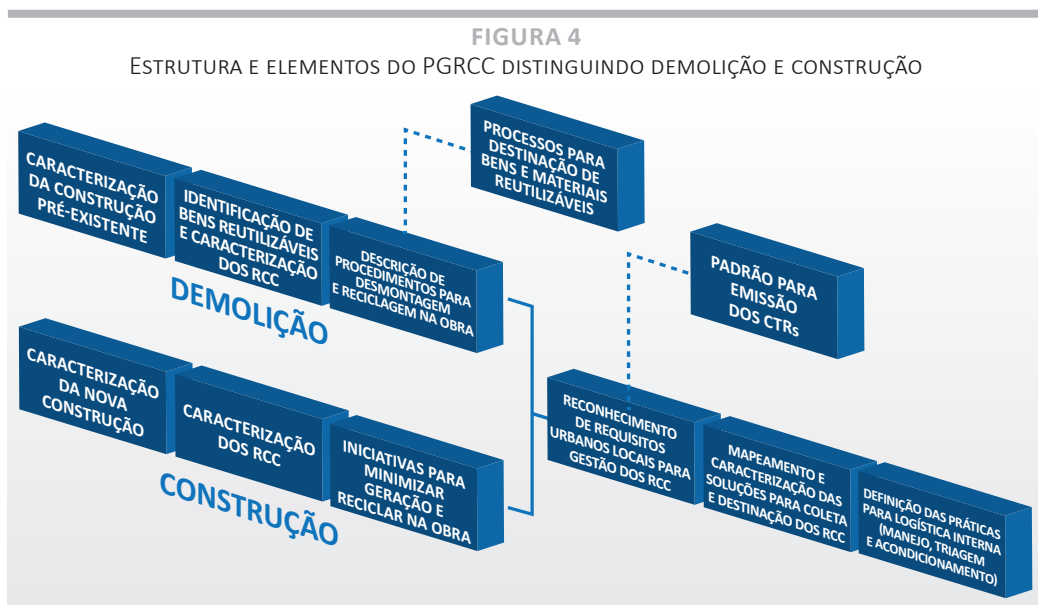 FIGURA 4
ESTRUTURA E ELEMENTOS DO PGRCC DISTINGUINDO DEMOLIÇÃO E CONSTRUÇÃO
CARACTERIZAÇÃO
DA CONSTRUÇÃO
PRÉ-EXISTENTE
IDENTIFICAÇÃO DE
BENS REUTILIZÁVEIS
E CARACTERIZAÇÃO
DOS RCC
DESCRIÇÃO DE
PROCEDIMENTOS PARA
DESMONTAGEM
E RECICLAGEM NA OBRA
PROCESSOS PARA
DESTINAÇÃO DE
BENS E MATERIAIS
REUTILIZÁVEIS
DEMOLIÇÃO
PADRÃO PARA
EMISSÃO
DOS CTRs
CARACTERIZAÇÃO
DA NOVA
CONSTRUÇÃO
CARACTERIZAÇÃO
DOS RCC
INICIATIVAS PARA
MINIMIZAR
GERAÇÃO E
RECICLAR NA OBRA
CONSTRUÇÃO
RECONHECIMENTO
DE REQUISITOS
URBANOS LOCAIS PARA
GESTÃO DOS RCC
MAPEAMENTO E
CARACTERIZAÇÃO DAS
SOLUÇÕES PARA COLETA
E DESTINAÇÃO DOS RCC
DEFINIÇÃO DAS PRÁTICAS
PARA LOGÍSTICA INTERNA
(MANEJO, TRIAGEM
E ACONDICIONAMENTO)